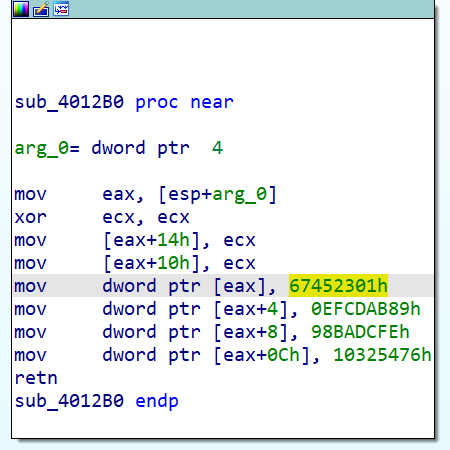 sub_4012B0 proc near
arg_0= dword ptr  4
mov     eax, [esp+arg_0]
xor     ecx, ecx
mov     [eax+14h], ecx
mov     [eax+10h], ecx
mov     dword ptr [eax], 67452301h
mov     dword ptr [eax+4], 0EFCDAB89h
mov     dword ptr [eax+8], 98BADCFEh
mov     dword ptr [eax+0Ch], 10325476h
retn
sub_4012B0 endp